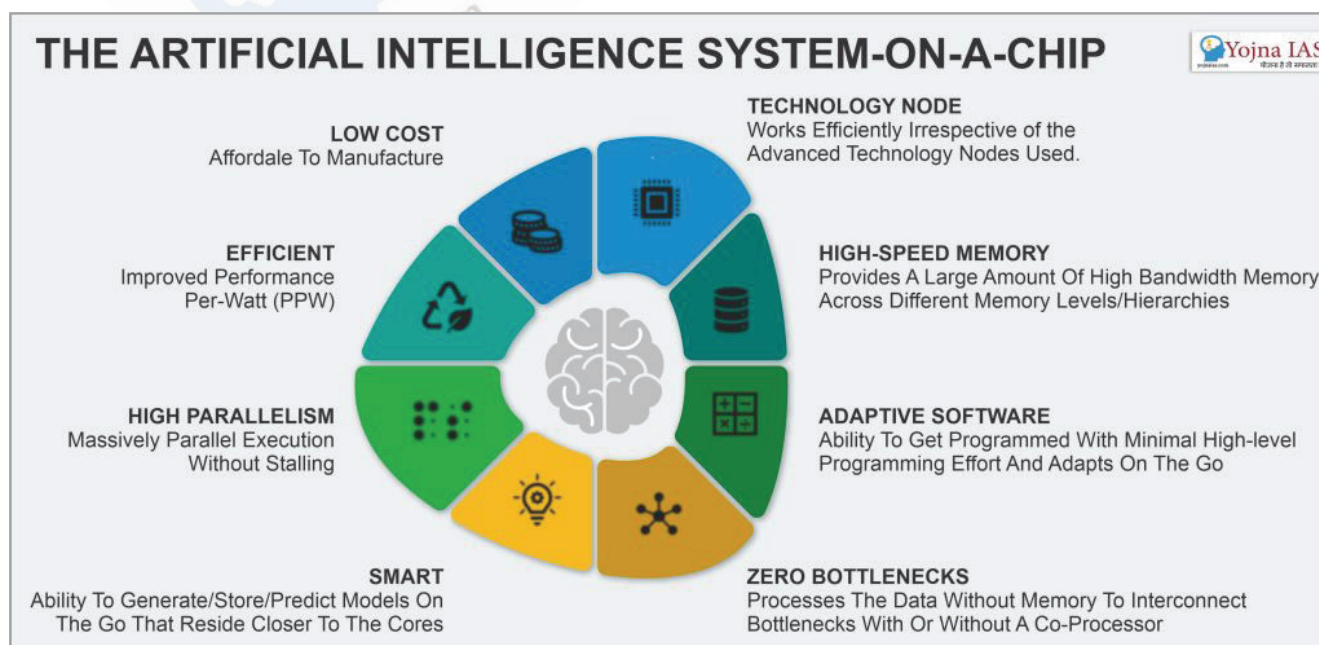 THE ARTIFICIAL INTELLIGENCE SYSTEM-ON-A-CHIP
Yojna IAS
yojnaias.com
योजना है तो सफलता है
LOW COST
Affordale To Manufacture
TECHNOLOGY NODE
Works Efficiently Irrespective of the
Advanced Technology Nodes Used.
EFFICIENT
Improved Performance
Per-Watt (PPW)
HIGH-SPEED MEMORY
Provides A Large Amount Of High Bandwidth Memory
Across Different Memory Levels/Hierarchies
HIGH PARALLELISM
Massively Parallel Execution
Without Stalling
ADAPTIVE SOFTWARE
Ability To Get Programmed With Minimal High-level
Programming Effort And Adapts On The Go
SMART
Ability To Generate/Store/Predict Models On
The Go That Reside Closer To The Cores
ZERO BOTTLENECKS
Processes The Data Without Memory To Interconnect
Bottlenecks With Or Without A Co-Processor